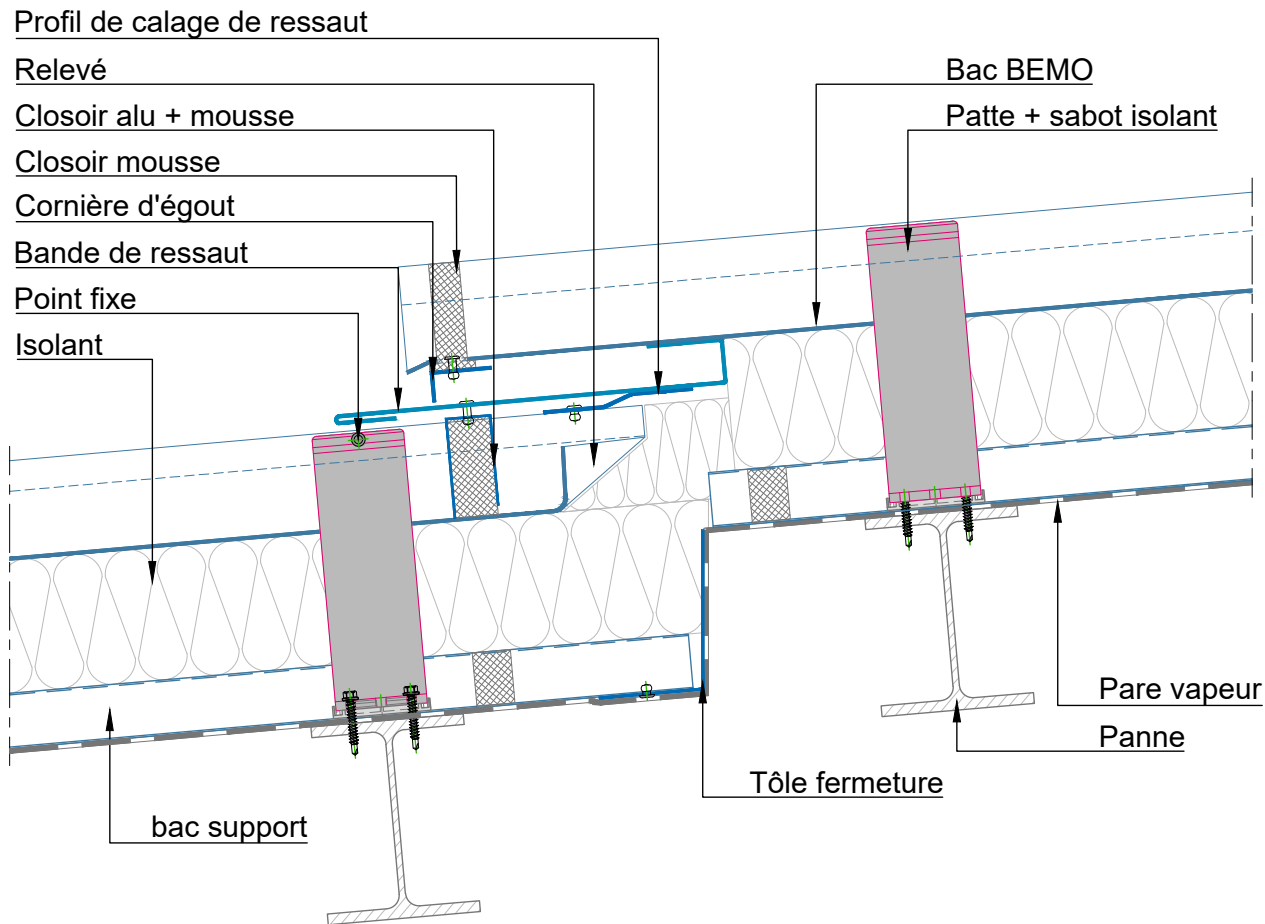 Profil de calage de ressaut
Relevé
Closoir alu + mousse
Closoir mousse
Cornière d'égout
Bande de ressaut
Point fixe
Isolant
Bac BEMO
Patte + sabot isolant
Pare vapeur
Panne
Tôle fermeture
bac support